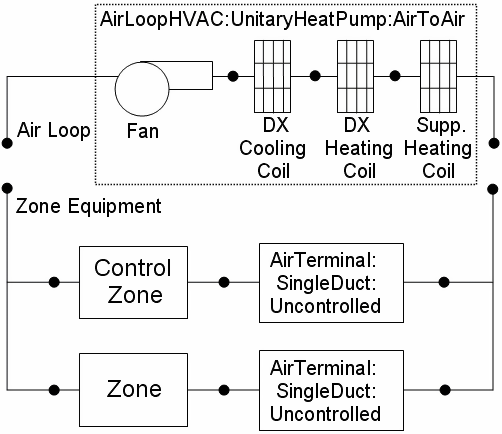 AirLoopHVAC:UnitaryHeatPump:AirToAir
Air Loop
Fan
DX
Cooling
Coil
DX
Heating
Coil
Supp.
Heating
Coil
Zone Equipment
Control
Zone
AirTerminal:
SingleDuct:
Uncontrolled
Zone
AirTerminal:
SingleDuct:
Uncontrolled